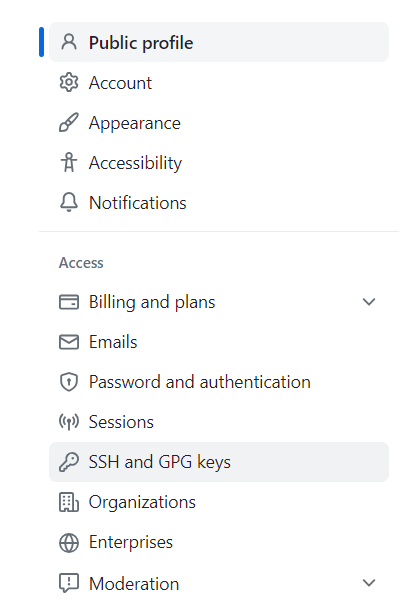 Public profile
Account
Appearance
Accessibility
Notifications
Access
Billing and plans
Emails
Password and authentication
Sessions
SSH and GPG keys
Organizations
Enterprises
Moderation